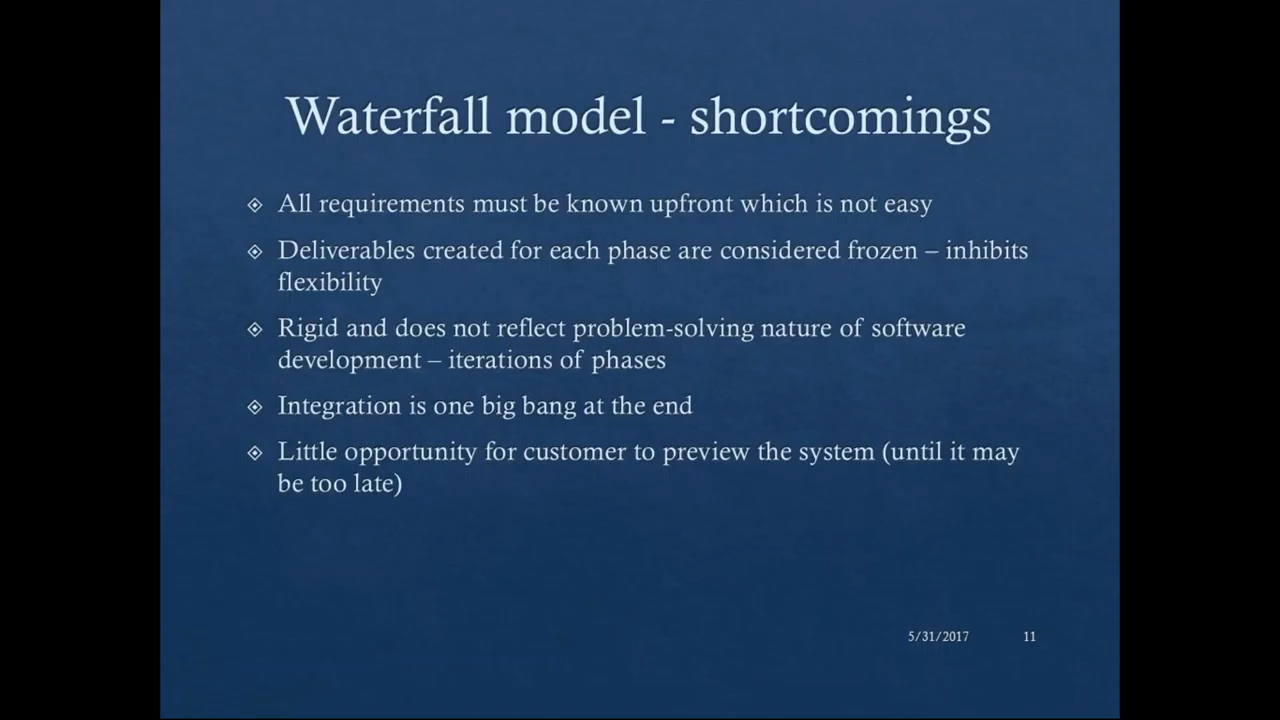 Waterfall model - shortcomings
All requirements must be known upfront which is not easy
Deliverables created for each phase are considered frozen – inhibits
flexibility
Rigid and does not reflect problem-solving nature of software
development – iterations of phases
Integration is one big bang at the end
Little opportunity for customer to preview the system (until it may
be too late)
5/31/2017 11